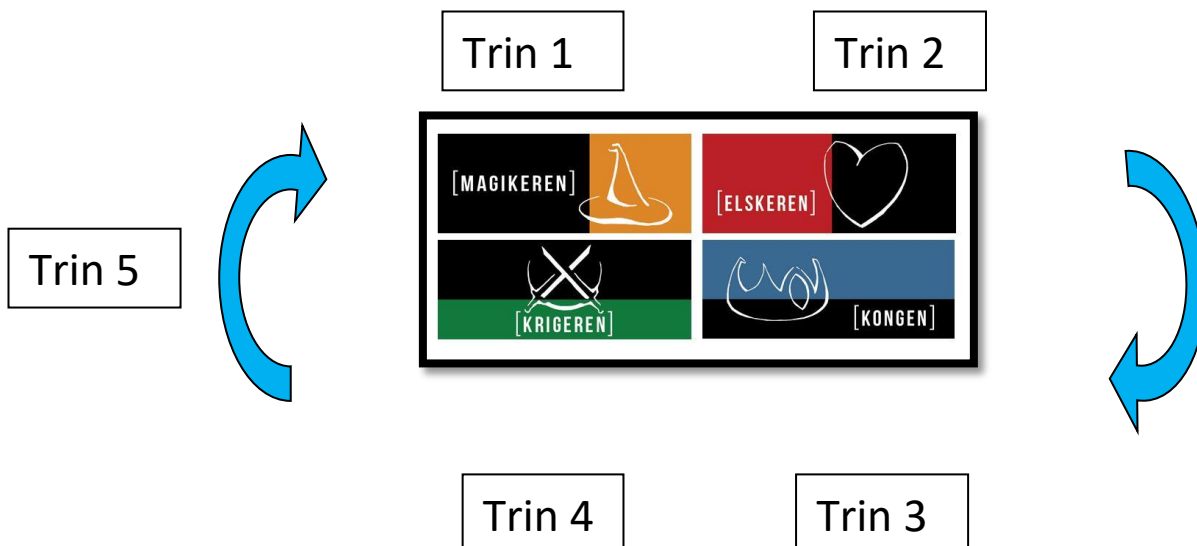 Trin 1
Trin 2
[MAGIKEREN]
[ELSKEREN]
Trin 5
[KRIGEREN]
[KONGEN]
Trin 4
Trin 3